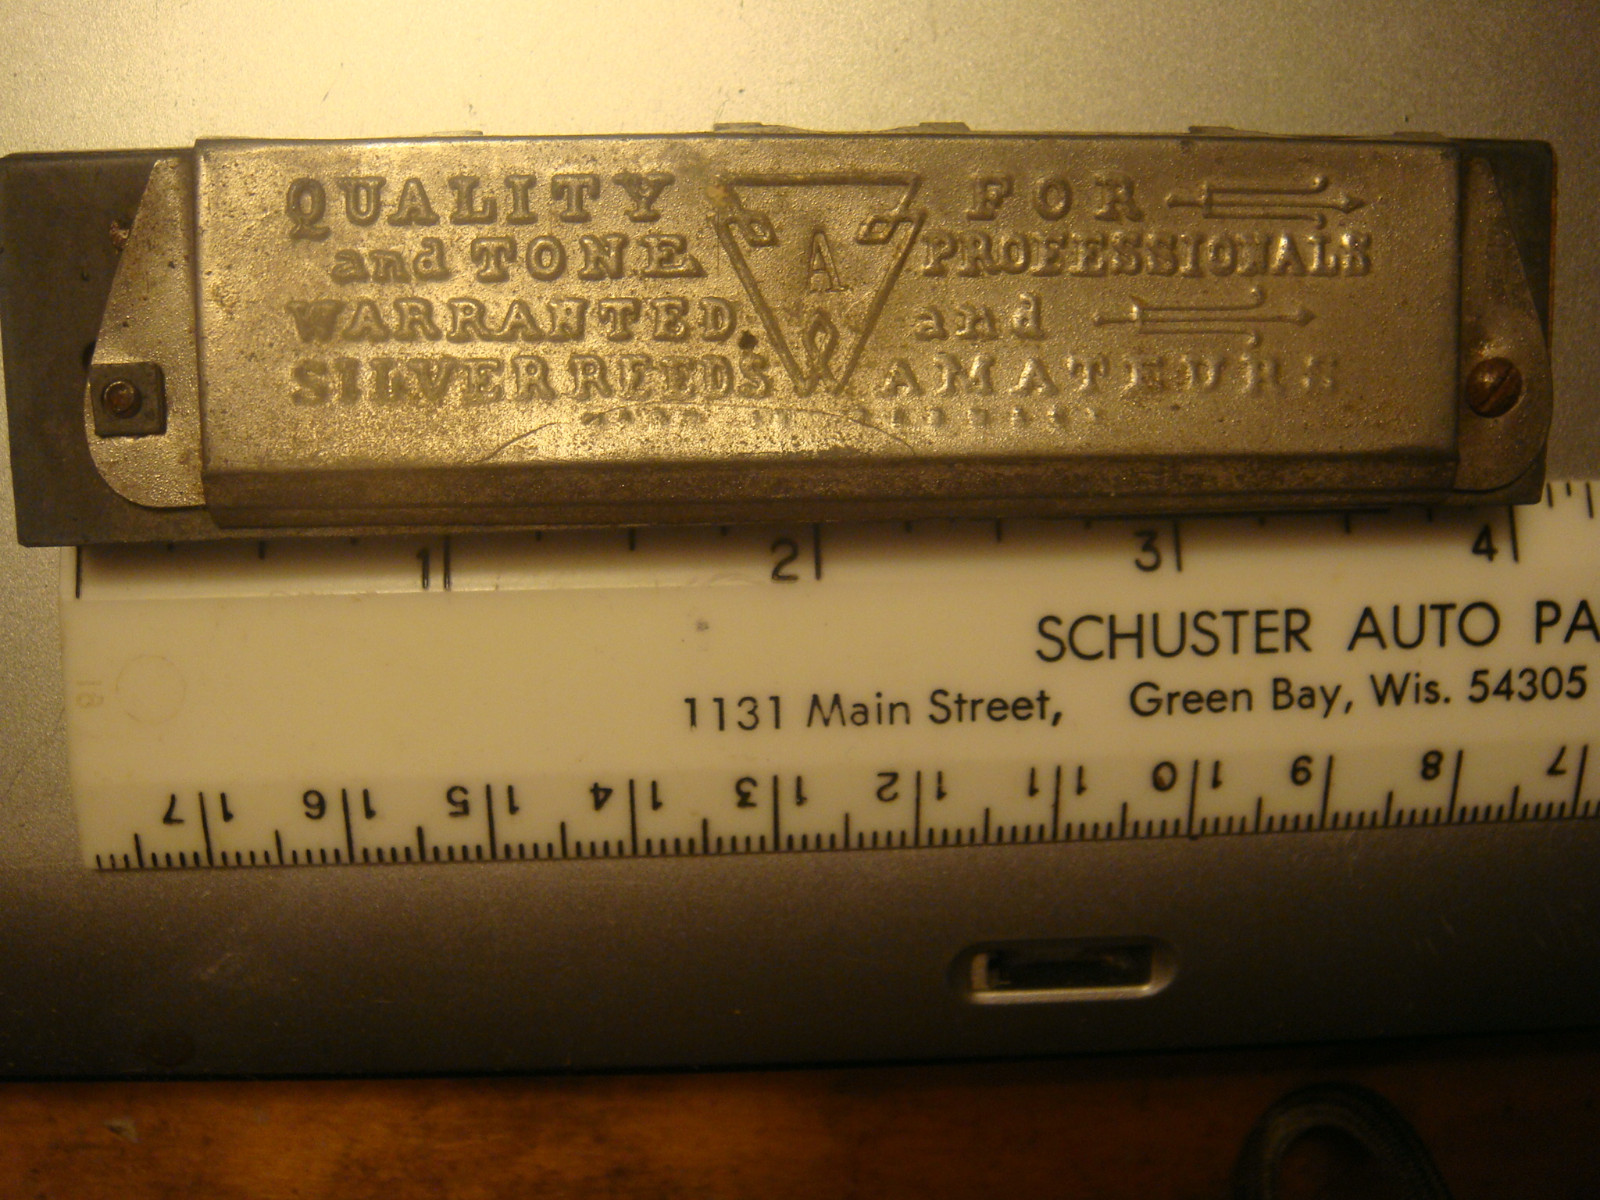 QUALITY
and TONE
WARRANTED
SILVER REEDS
A
FOR
PROFESSIONALS
and
AMATEURS
1 2 3 4
SCHUSTER AUTO PA
1131 Main Street, Green Bay, Wis. 54305
17 16 15 14 13 12 11 10 9 8 7